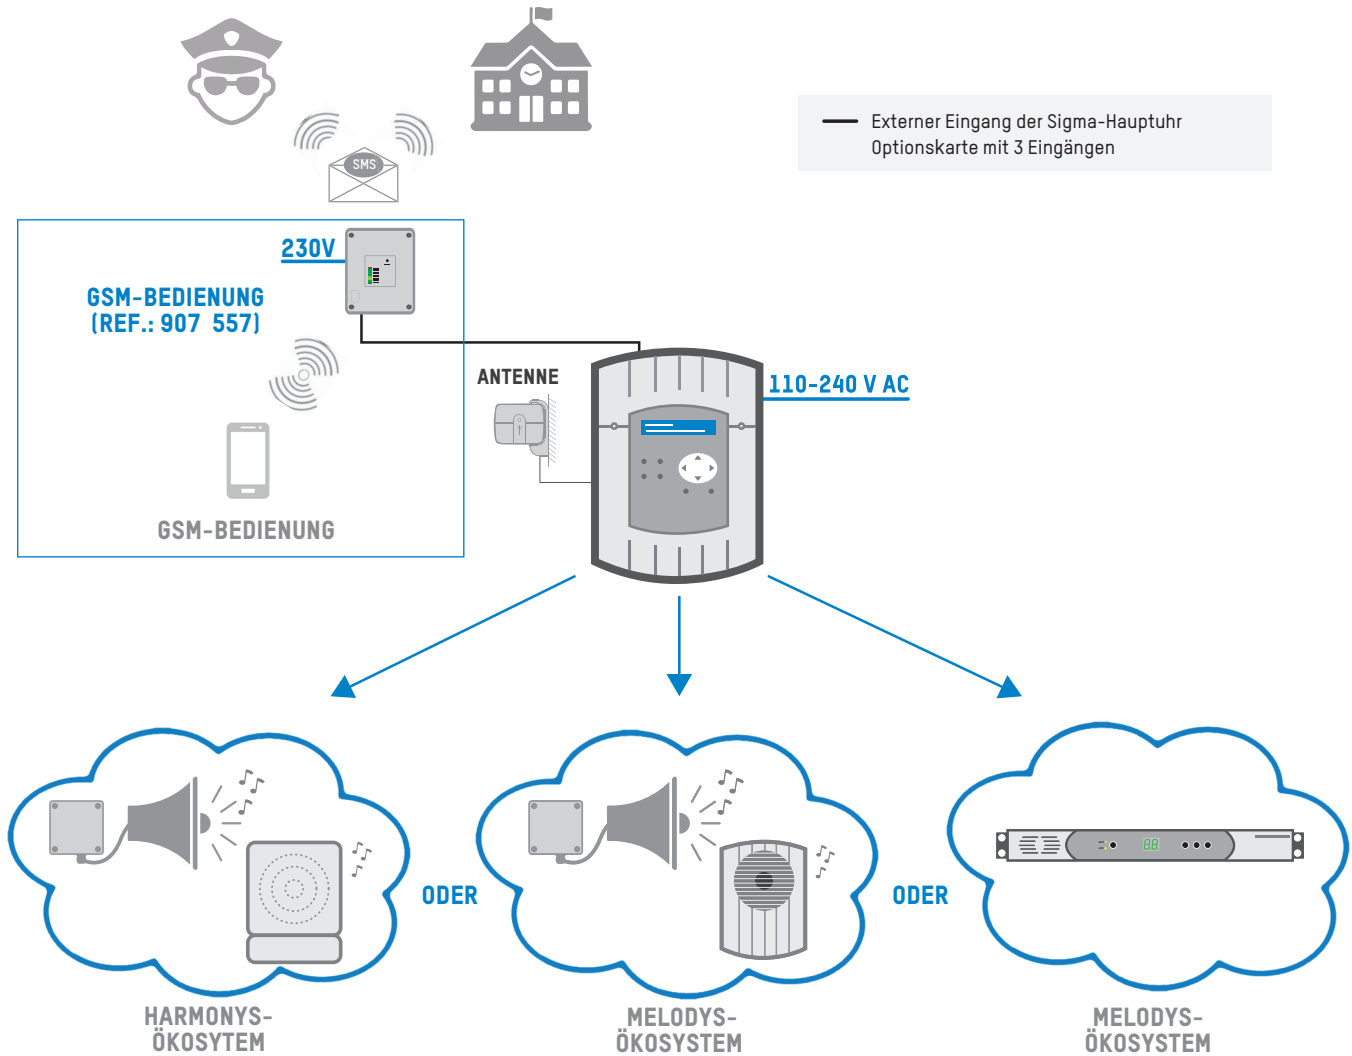 Externer Eingang der Sigma-Hauptuhr
Optionskarte mit 3 Eingängen
SMS
230V
GSM-BEDIENUNG
(REF.: 907 557)
ANTENNE
110-240 V AC
GSM-BEDIENUNG
88
ODER
ODER
HARMONYS-
ÖKOSYTEM
MELODYS-
ÖKOSYSTEM
MELODYS-
ÖKOSYSTEM